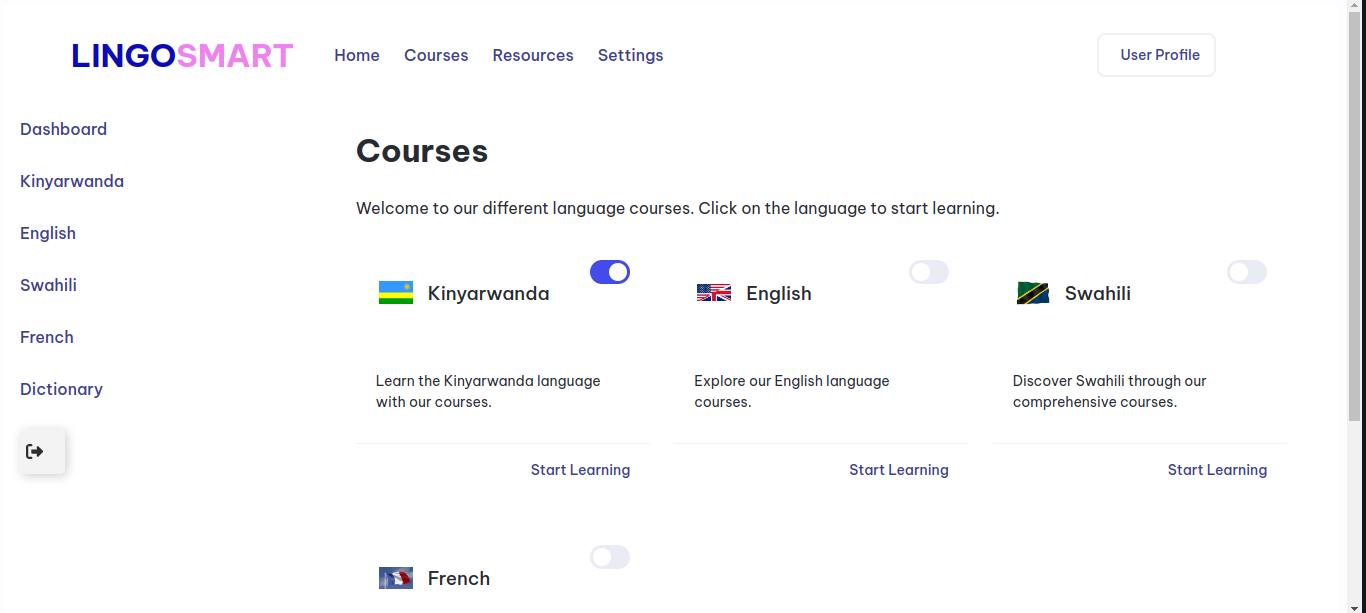 LINGOSMART
Home
Courses
Resources
Settings
User Profile
Dashboard
Kinyarwanda
English
Swahili
French
Dictionary
Courses
Welcome to our different language courses. Click on the language to start learning.
Kinyarwanda
Learn the Kinyarwanda language
with our courses.
Start Learning
English
Explore our English language
courses.
Start Learning
Swahili
Discover Swahili through our
comprehensive courses.
Start Learning
French